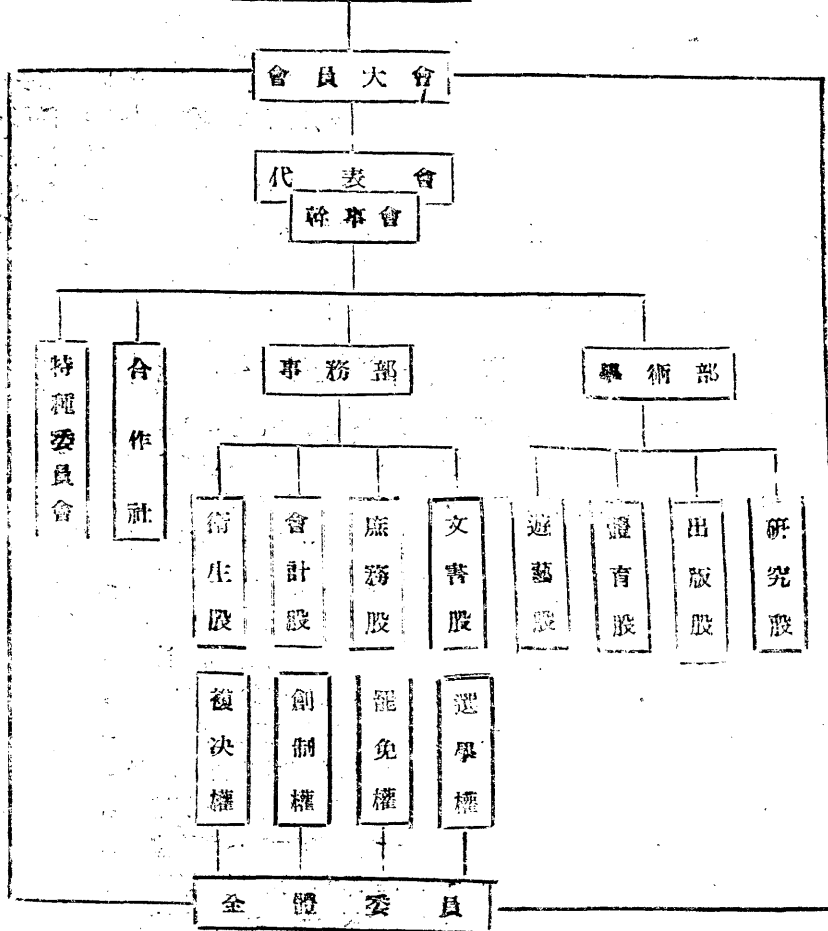 會員大會
代表會
幹事會
學術部
事務部
合作社
特種委員會
研究股
出版股
體育股
遊藝股
文書股
庶務股
會計股
衛生股
選舉權
罷免權
創制權
複決權
全體委員